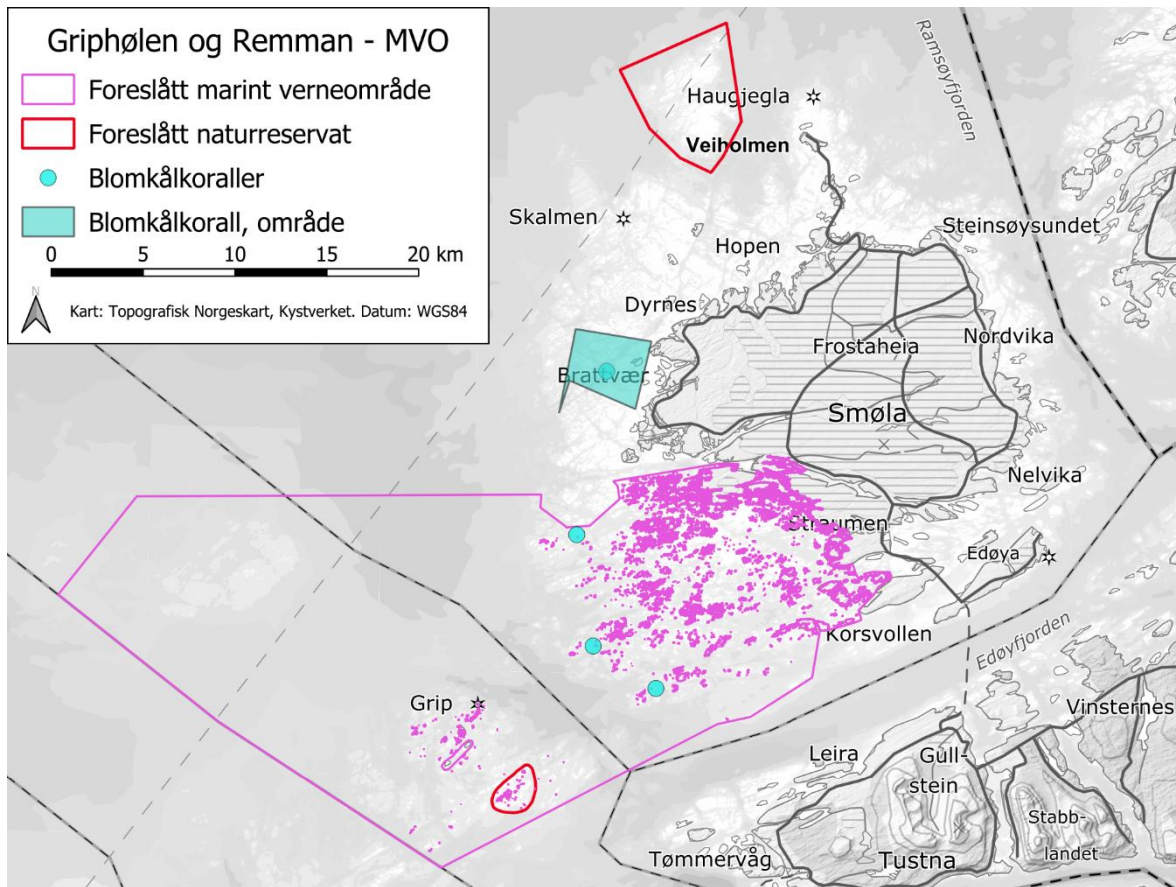 Griphølen og Remman - MVO
Foreslått marint verneområde
Foreslått naturreservat
Blomkålkoraller
Blomkålkorall, område
0 5 10 15 20 km
N
Kart: Topografisk Norgeskart, Kystverket. Datum: WGS84
Ramsøyfjorden
Haugjegla
Veiholmen
Skalmen
Steinsøysundet
Hopen
Dyrnes
Nordvika
Frostaheia
Brattvær
Smøla
Nelvika
Straumen
Edøya
Korsvollen
Edøyfjorden
Grip
Vinsternes
Leira
Gull-
stein
Stabb-
landet
Tømmervåg
Tustna